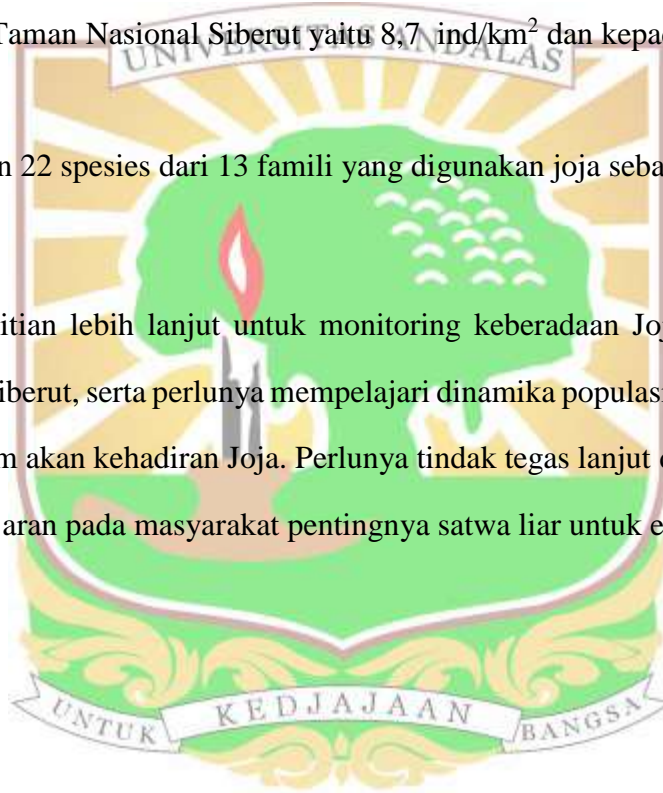 Taman Nasional Siberut yaitu 8,7 ind/km² dan kepad
UNIVERSITAS ANDALAS
n 22 spesies dari 13 famili yang digunakan joja seba
itian lebih lanjut untuk monitoring keberadaan Jo
iberut, serta perlunya mempelajari dinamika populasi
m akan kehadiran Joja. Perlunya tindak tegas lanjut
aran pada masyarakat pentingnya satwa liar untuk e
UNTUK KEDJAJAAN BANGSA